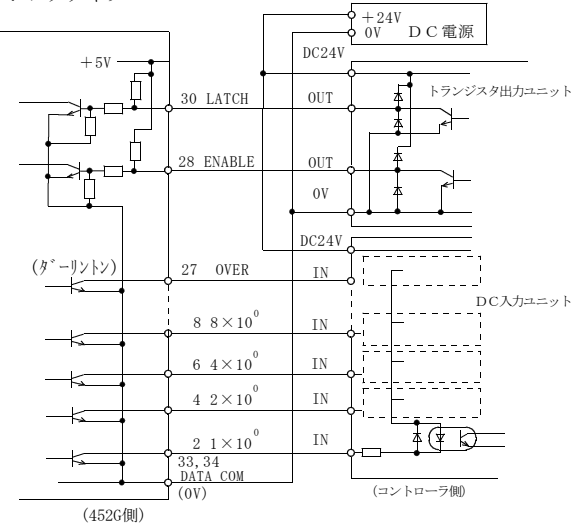 ＋24V
0V ＤＣ電源
DC24V
+5V
トランジスタ出力ユニット
30 LATCH OUT
28 ENABLE OUT
0V
DC24V
(ﾀﾞｰリントン)
27 OVER IN
ＤＣ入力ユニット
8 8×10⁰ IN
6 4×10⁰ IN
4 2×10⁰ IN
2 1×10⁰ IN
33,34
DATA COM
(0V)
(コントローラ側)
(452G側)